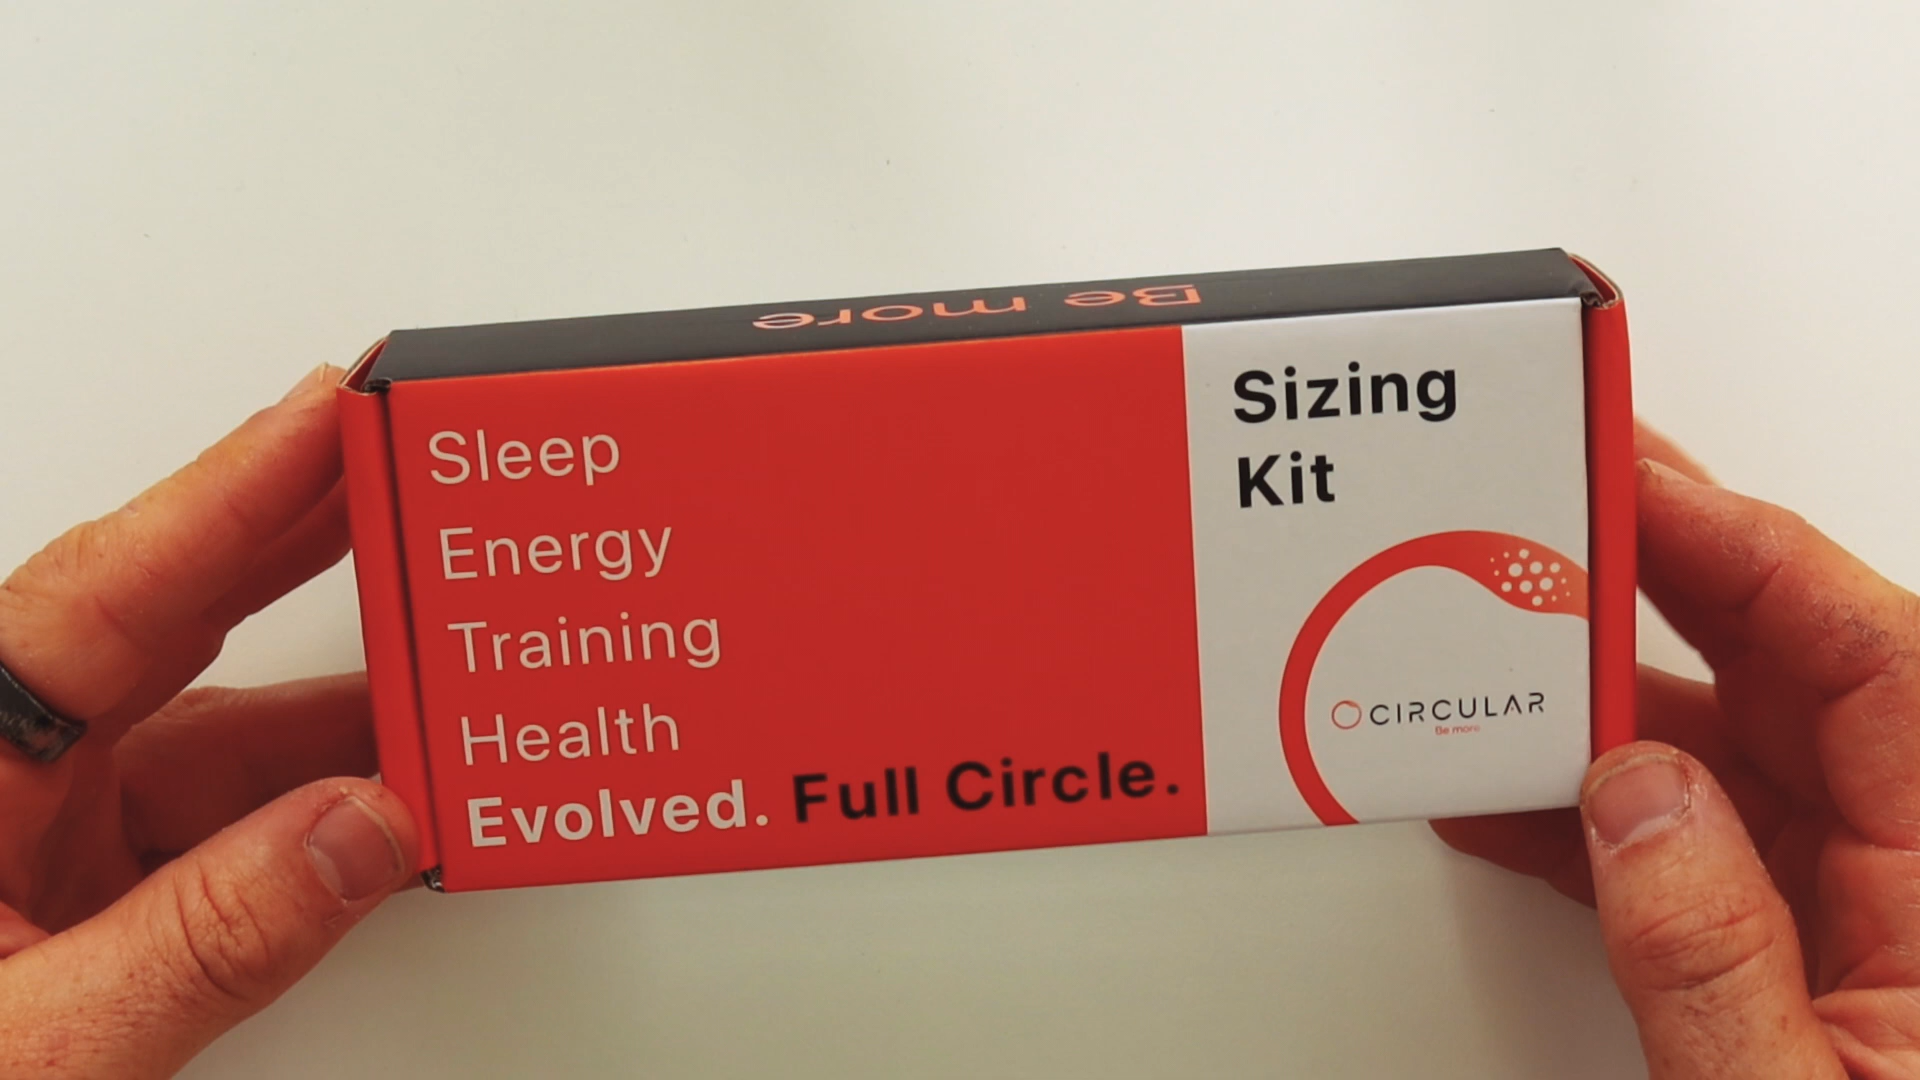 Be more
Sleep
Energy
Training
Health
Evolved. Full Circle.
Sizing
Kit
CIRCULAR
Be more